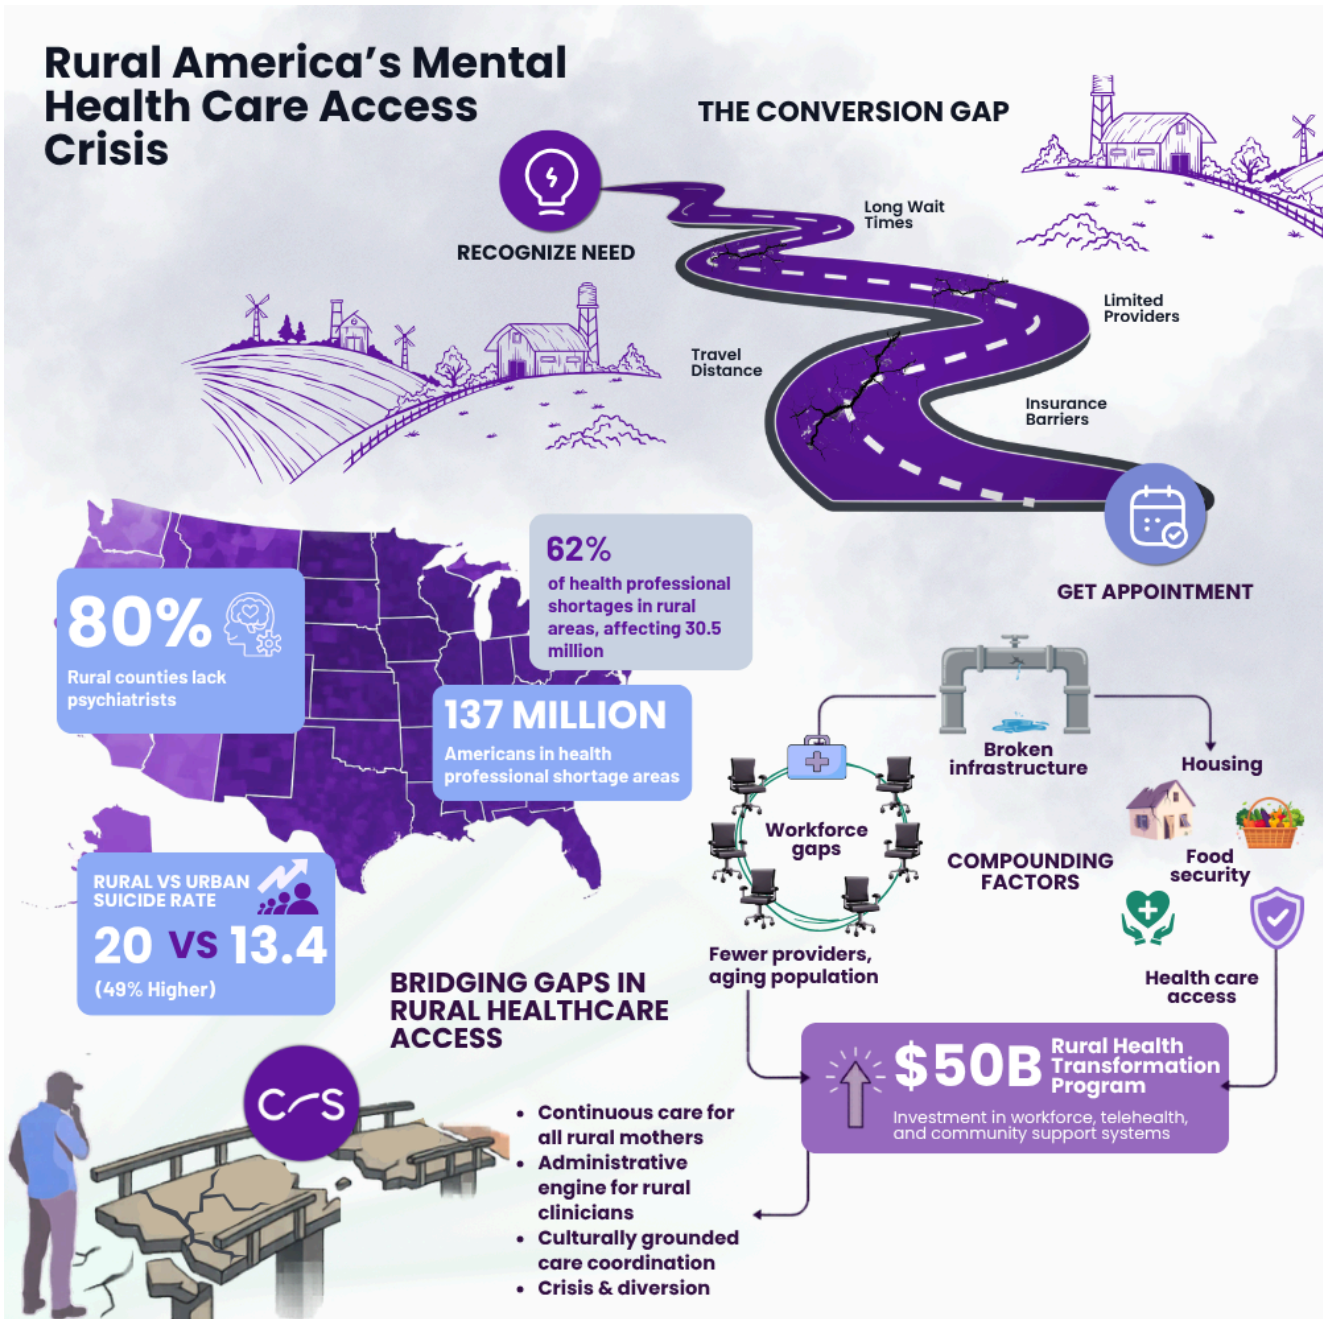 Rural America's Mental
Health Care Access
Crisis
THE CONVERSION GAP
RECOGNIZE NEED
Long Wait
Times
Limited
Providers
Travel
Distance
Insurance
Barriers
GET APPOINTMENT
80%
Rural counties lack
psychiatrists
62%
of health professional
shortages in rural
areas, affecting 30.5
million
137 MILLION
Americans in health
professional shortage areas
RURAL VS URBAN
SUICIDE RATE
20 VS 13.4
(49% Higher)
Broken
infrastructure
Workforce
gaps
Fewer providers,
aging population
COMPOUNDING
FACTORS
Housing
Food
security
Health care
access
$50B
Rural Health
Transformation
Program
Investment in workforce, telehealth,
and community support systems
BRIDGING GAPS IN
RURAL HEALTHCARE
ACCESS
CrS
• Continuous care for
all rural mothers
• Administrative
engine for rural
clinicians
• Culturally grounded
care coordination
• Crisis & diversion